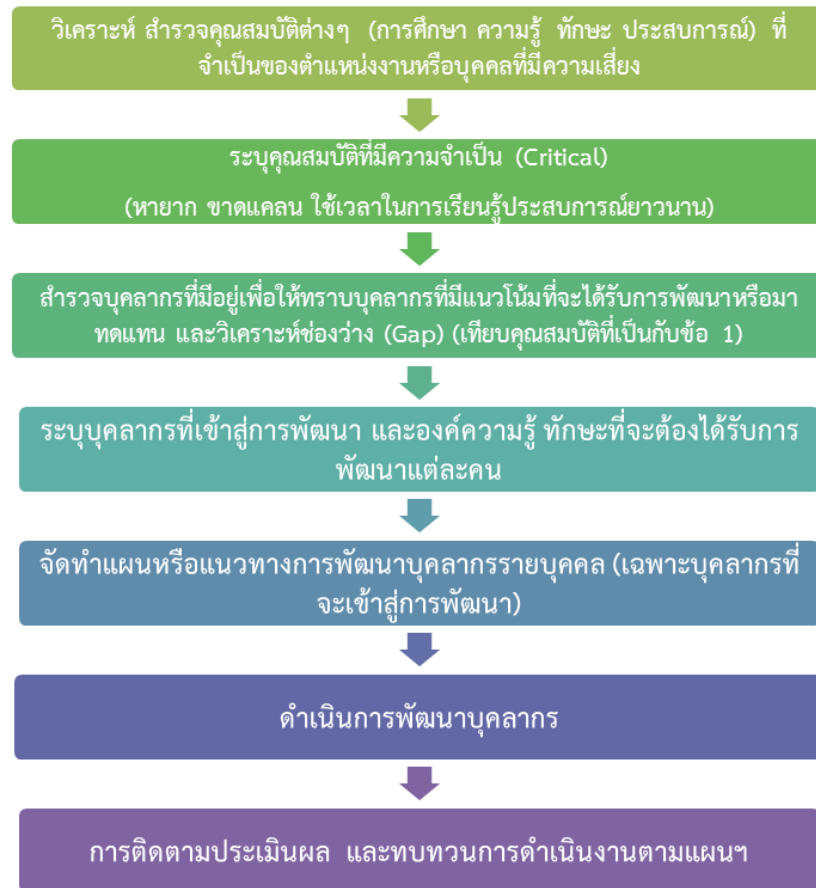 วิเคราะห์ สำรวจคุณสมบัติต่างๆ (การศึกษา ความรู้ ทักษะ ประสบการณ์) ที่
จำเป็นของตำแหน่งงานหรือบุคคลที่มีความเสี่ยง
ระบุคุณสมบัติที่มีความจำเป็น (Critical)
(หายาก ขาดแคลน ใช้เวลาในการเรียนรู้ประสบการณ์ยาวนาน)
สำรวจบุคลากรที่มีอยู่เพื่อให้ทราบบุคลากรที่มีแนวโน้มที่จะได้รับการพัฒนาหรือมา
ทดแทน และวิเคราะห์ช่องว่าง (Gap) (เทียบคุณสมบัติที่เป็นกับข้อ 1)
ระบุบุคลากรที่เข้าสู่การพัฒนา และองค์ความรู้ ทักษะที่จะต้องได้รับการ
พัฒนาแต่ละคน
จัดทำแผนหรือแนวทางการพัฒนาบุคลากรรายบุคคล (เฉพาะบุคลากรที่
จะเข้าสู่การพัฒนา)
ดำเนินการพัฒนาบุคลากร
การติดตามประเมินผล และทบทวนการดำเนินงานตามแผนฯ